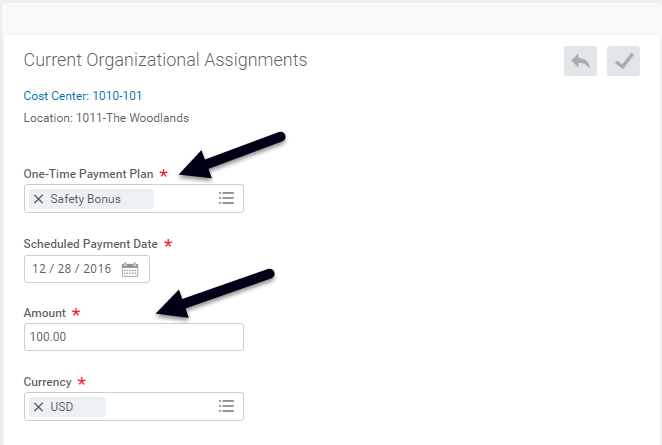 Current Organizational Assignments
Cost Center: 1010-101
Location: 1011-The Woodlands
One-Time Payment Plan *
× Safety Bonus
Scheduled Payment Date *
12 / 28 / 2016
Amount *
100.00
Currency *
× USD